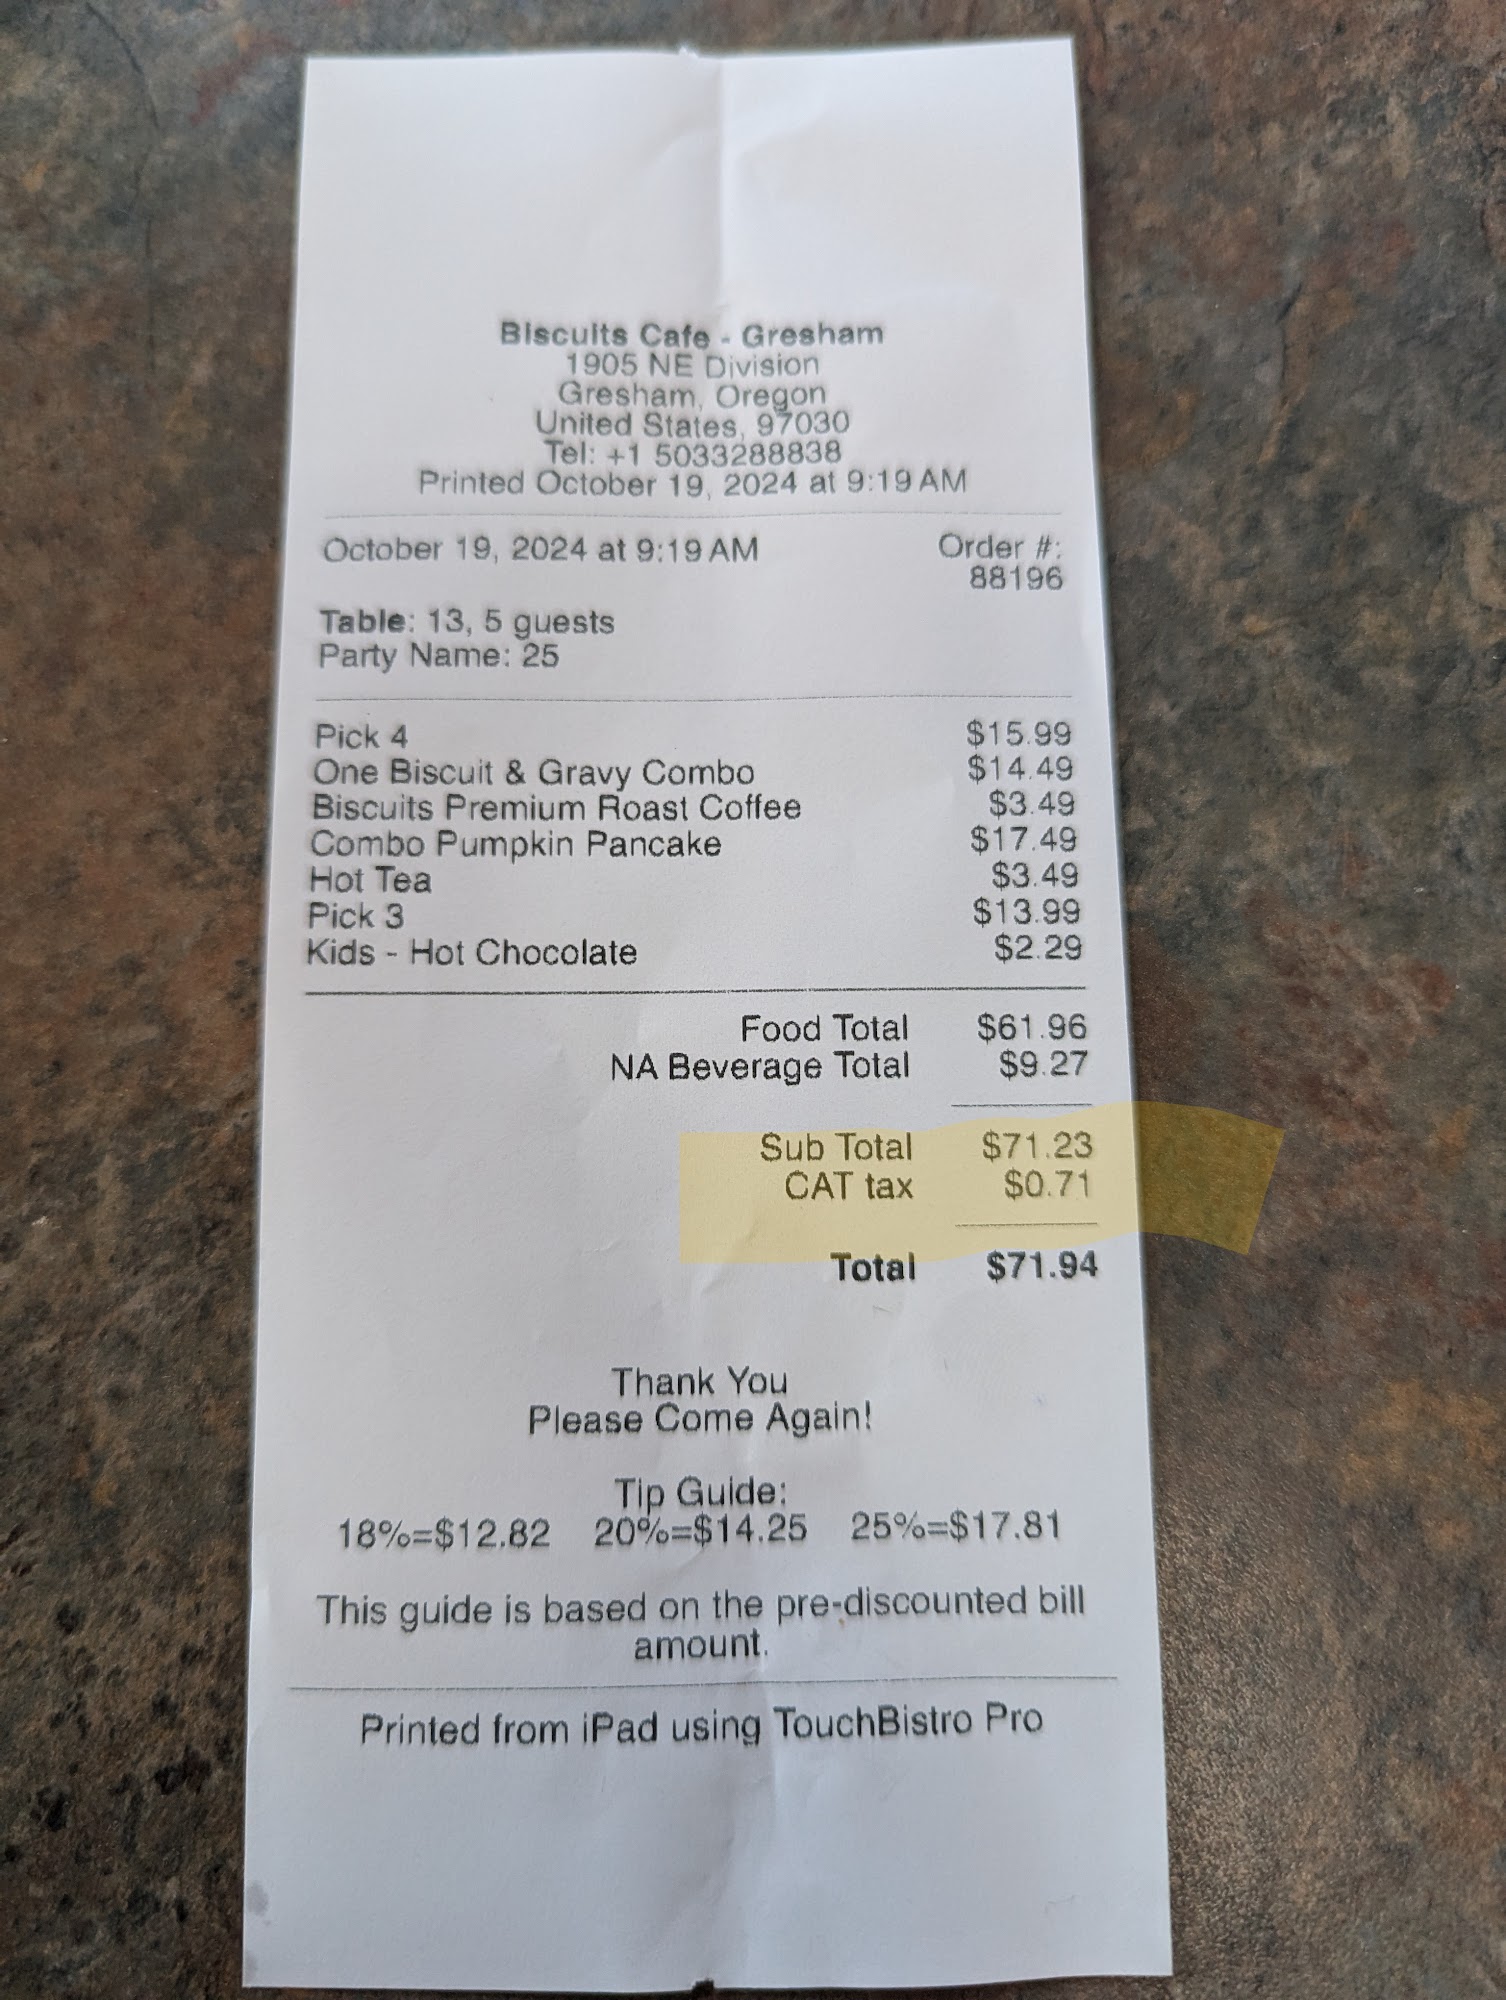 Biscuits Cafe - Gresham
1905 NE Division
Gresham, Oregon
United States, 97030
Tel: +1 5033288838
Printed October 19, 2024 at 9:19 AM
October 19, 2024 at 9:19 AM Order #:
88196
Table: 13, 5 guests
Party Name: 25
Pick 4 $15.99
One Biscuit & Gravy Combo $14.49
Biscuits Premium Roast Coffee $3.49
Combo Pumpkin Pancake $17.49
Hot Tea $3.49
Pick 3 $13.99
Kids - Hot Chocolate $2.29
Food Total $61.96
NA Beverage Total $9.27
Sub Total $71.23
CAT tax $0.71
Total $71.94
Thank You
Please Come Again!
Tip Guide:
18%=$12.82 20%=$14.25 25%=$17.81
This guide is based on the pre-discounted bill
amount.
Printed from iPad using TouchBistro Pro